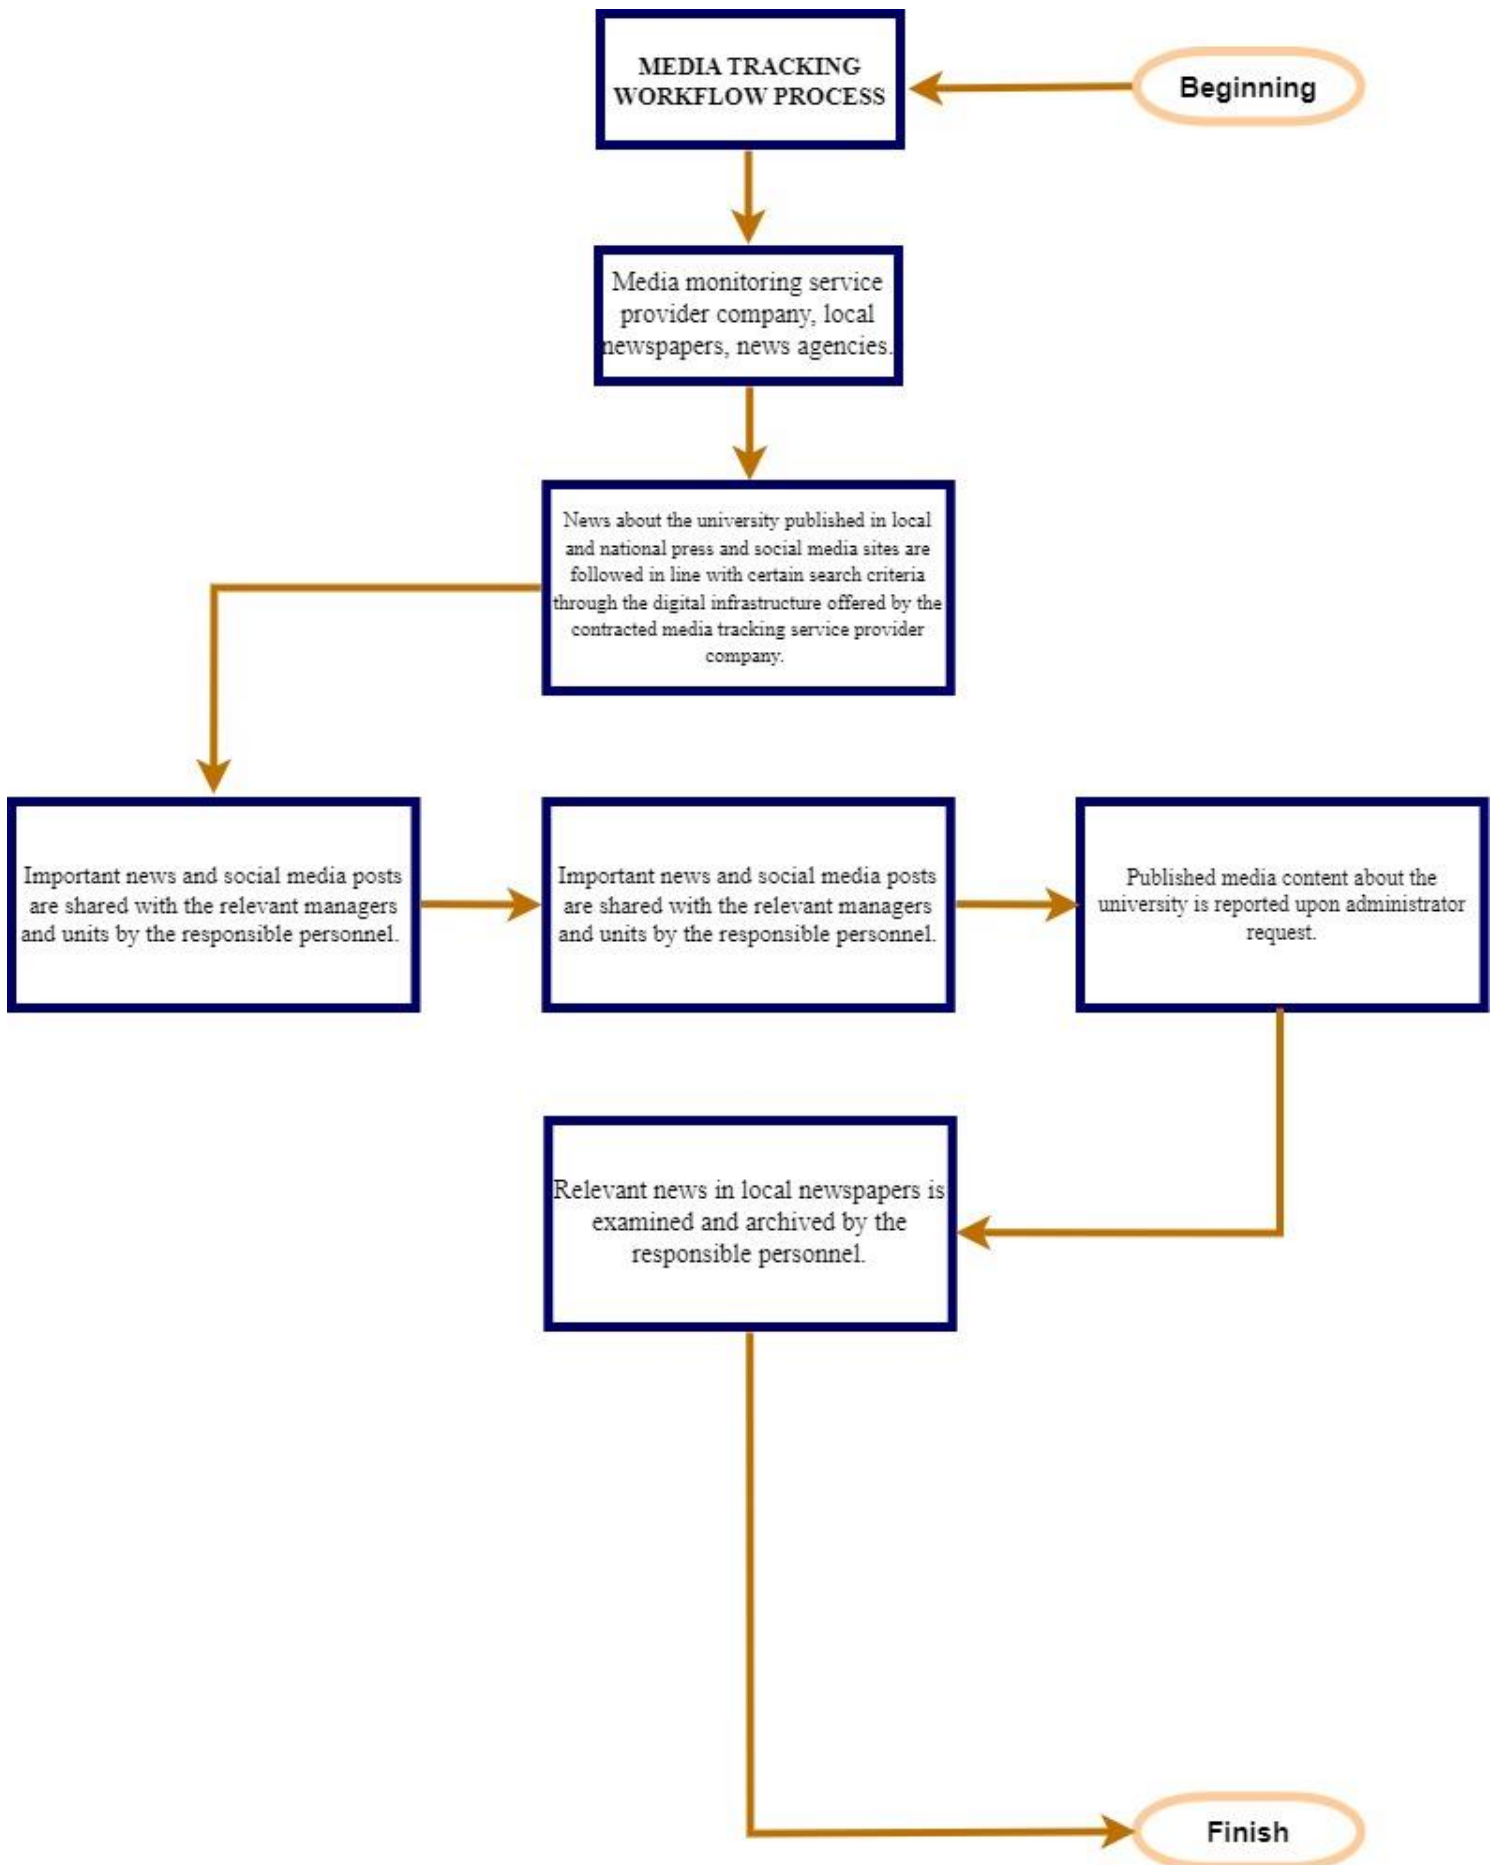 MEDIA TRACKING
WORKFLOW PROCESS
Beginning
Media monitoring service
provider company, local
newspapers, news agencies.
News about the university published in local
and national press and social media sites are
followed in line with certain search criteria
through the digital infrastructure offered by the
contracted media tracking service provider
company.
Important news and social media posts
are shared with the relevant managers
and units by the responsible personnel.
Important news and social media posts
are shared with the relevant managers
and units by the responsible personnel.
Published media content about the
university is reported upon administrator
request.
Relevant news in local newspapers is
examined and archived by the
responsible personnel.
Finish